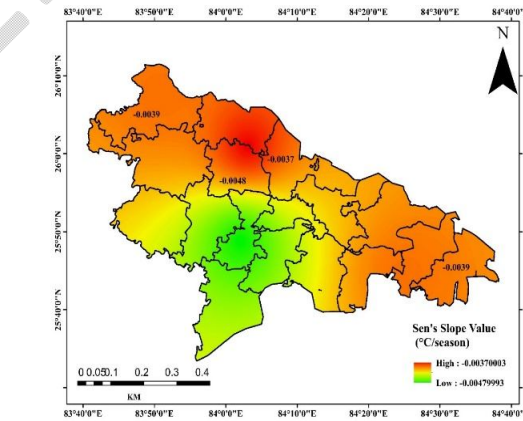 83°40'0"E 83°50'0"E 84°0'0"E 84°10'0"E 84°20'0"E 84°30'0"E 84°40'0"E
N
26°10'0"N
26°0'0"N
25°50'0"N
25°40'0"N
-0.0039
-0.0037
-0.0048
-0.0039
Sen's Slope Value
(°C/season)
High : -0.00370003
Low : -0.00479993
0 0.05 0.1 0.2 0.3 0.4
KM
83°40'0"E 83°50'0"E 84°0'0"E 84°10'0"E 84°20'0"E 84°30'0"E 84°40'0"E